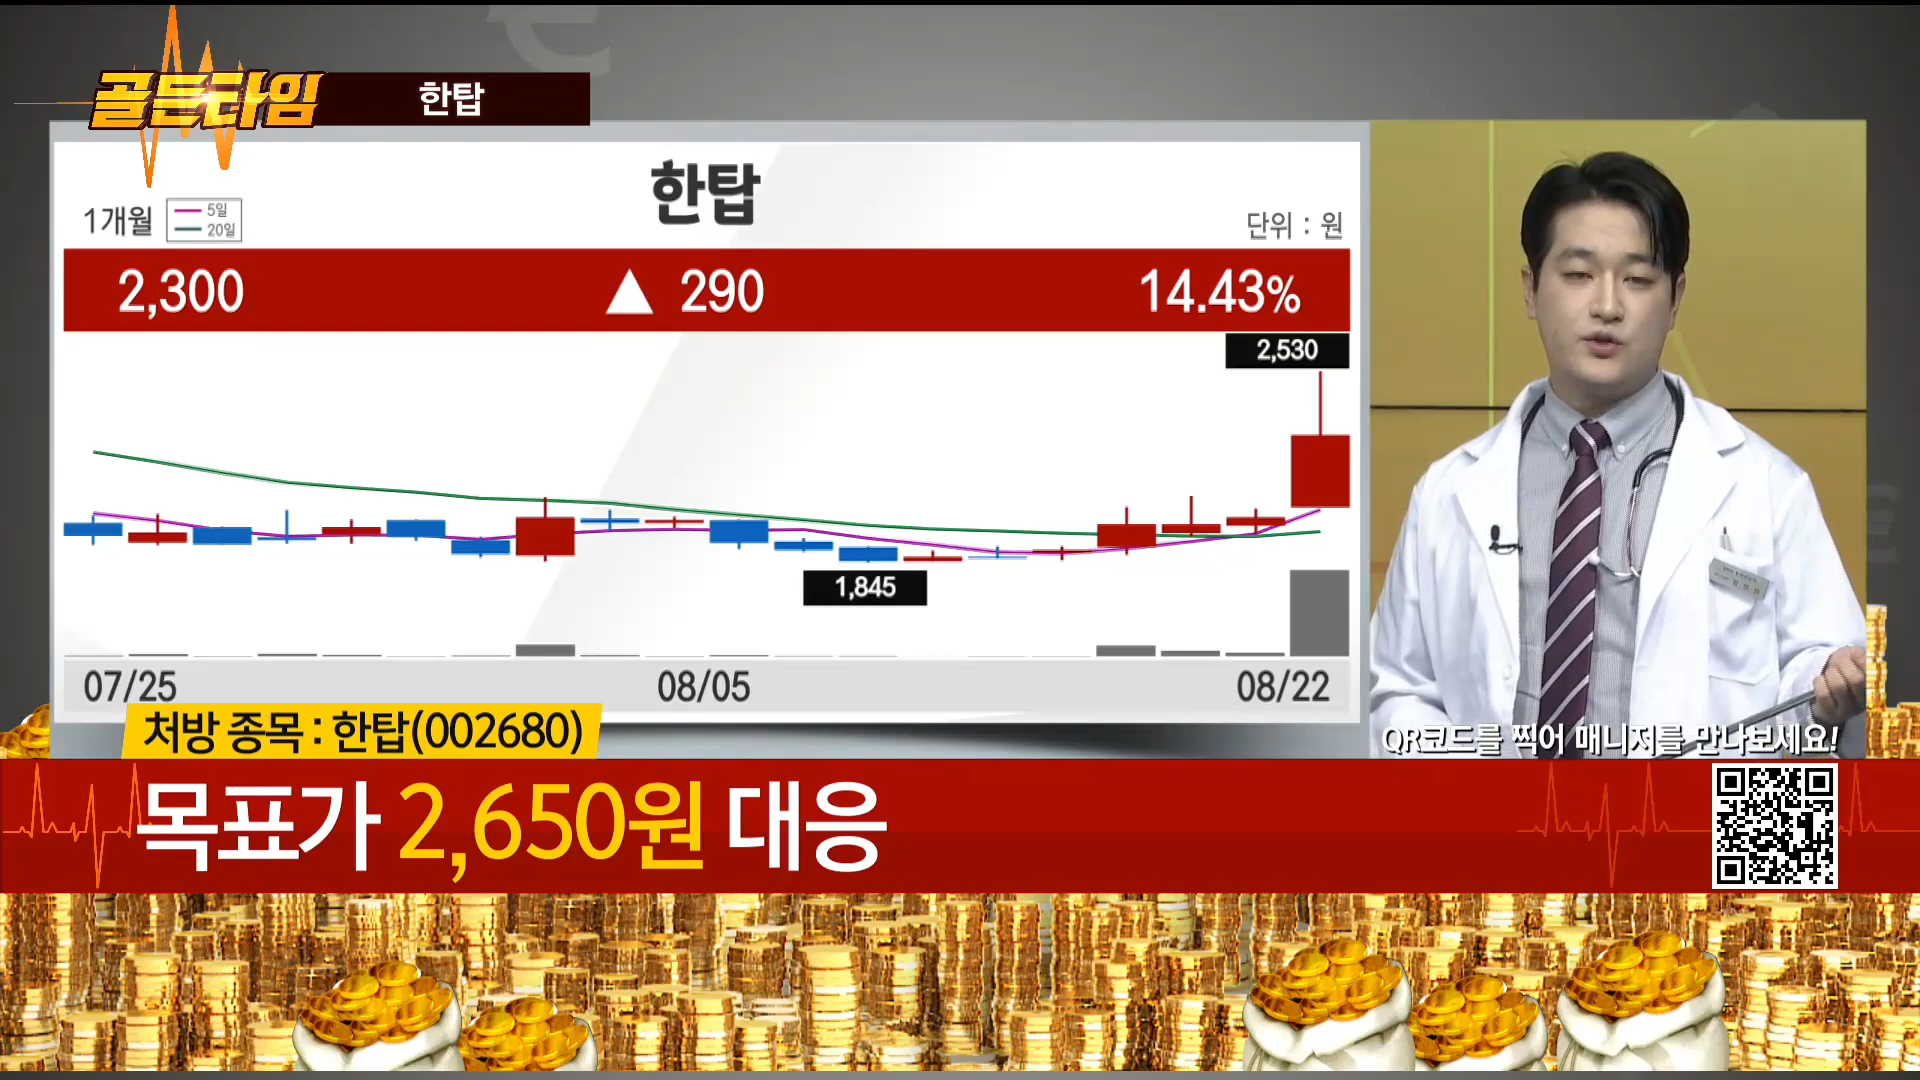 골든타임
한탑
한탑
1개월
5일
20일
단위 : 원
2,300 ▲ 290 14.43%
2,530
1,845
07/25 08/05 08/22
처방 종목 : 한탑(002680)
QR코드를 찍어 매니저를 만나보세요!
목표가 2,650원 대응